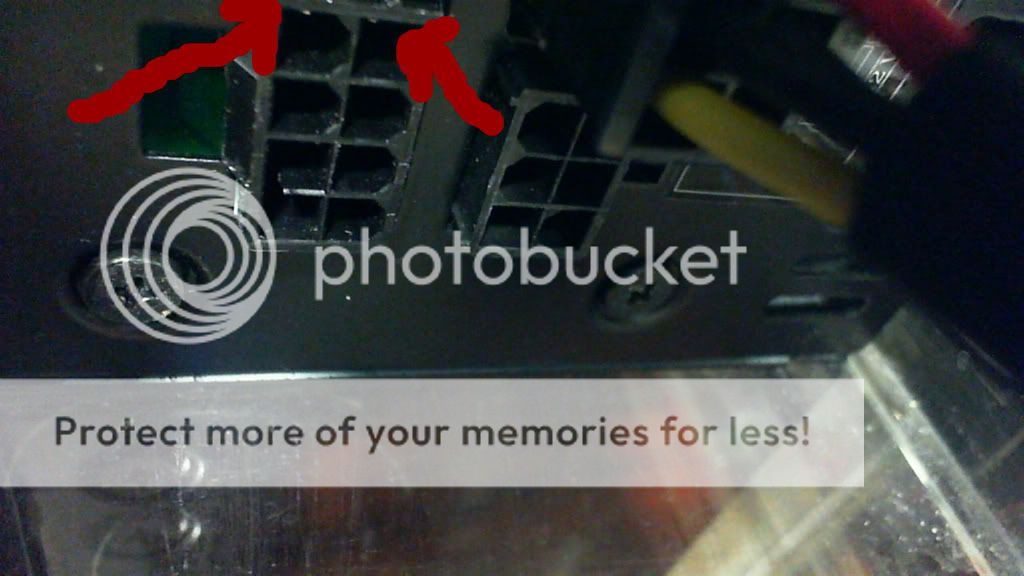 photobucket
Protect more of your memories for less!